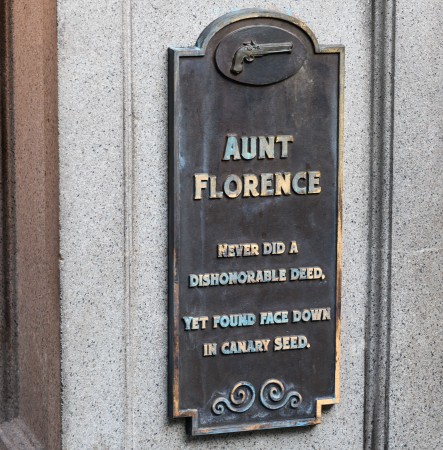 AUNT
FLORENCE
NEVER DID A
DISHONORABLE DEED,
YET FOUND FACE DOWN
IN CANARY SEED.